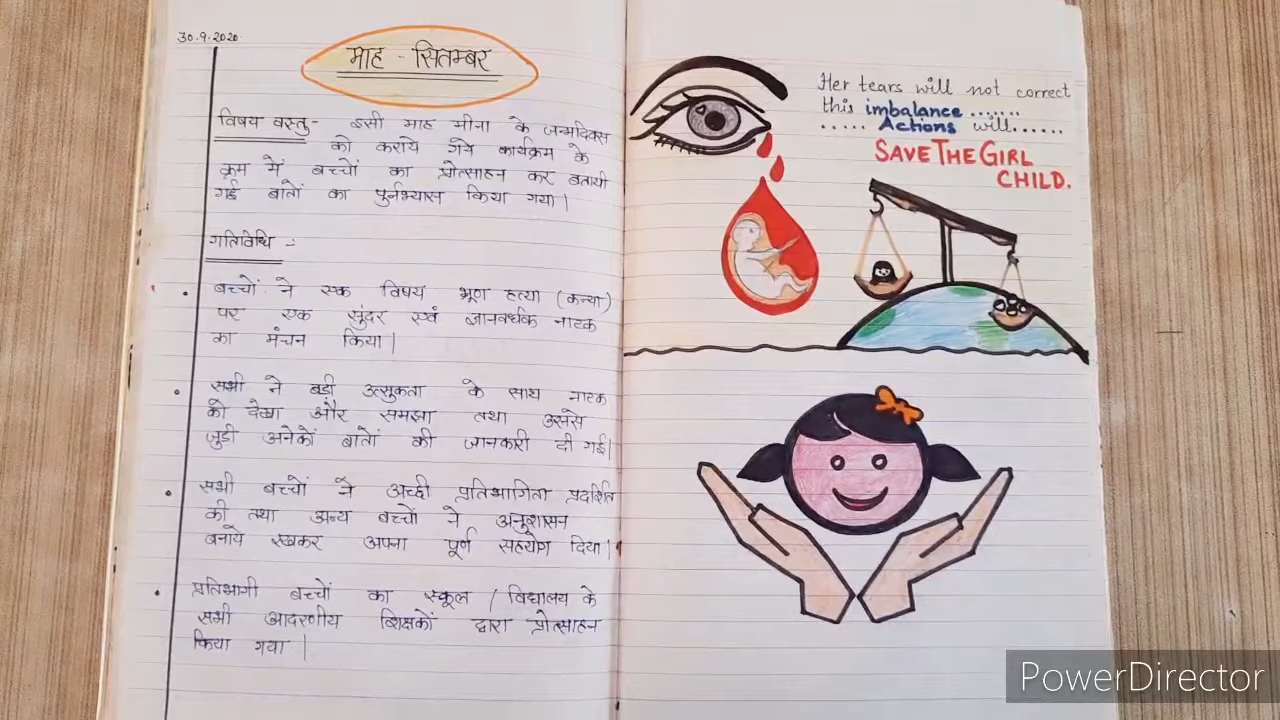 30.9.2020
माह - सितम्बर
विषय वस्तु - इसी माह मीना के जन्मदिवस
को कराये गये कार्यक्रम के
क्रम में बच्चों का प्रोत्साहन कर बतायी
गई बातों का पुर्नभ्यास किया गया।
गतिविधि :-
बच्चों ने एक विषय भ्रूण हत्या (कन्या)
पर एक सुंदर एवं ज्ञानवर्धक नाटक
का मंचन किया।
सभी ने बड़ी उत्सुकता के साथ नाटक
को देखा और समझा तथा उससे
जुड़ी अनेकों बातों की जानकारी दी गई।
सभी बच्चों ने अच्छी प्रतिभागिता प्रदर्शित
की तथा अन्य बच्चों ने अनुशासन
बनाये रखकर अपना पूर्ण सहयोग दिया।
प्रतिभागी बच्चों का स्कूल / विद्यालय के
सभी आदरणीय शिक्षकों द्वारा प्रोत्साहन
किया गया।
Her tears will not correct
this imbalance .......
..... Actions will......
SAVE THE GIRL
CHILD.
PowerDirector